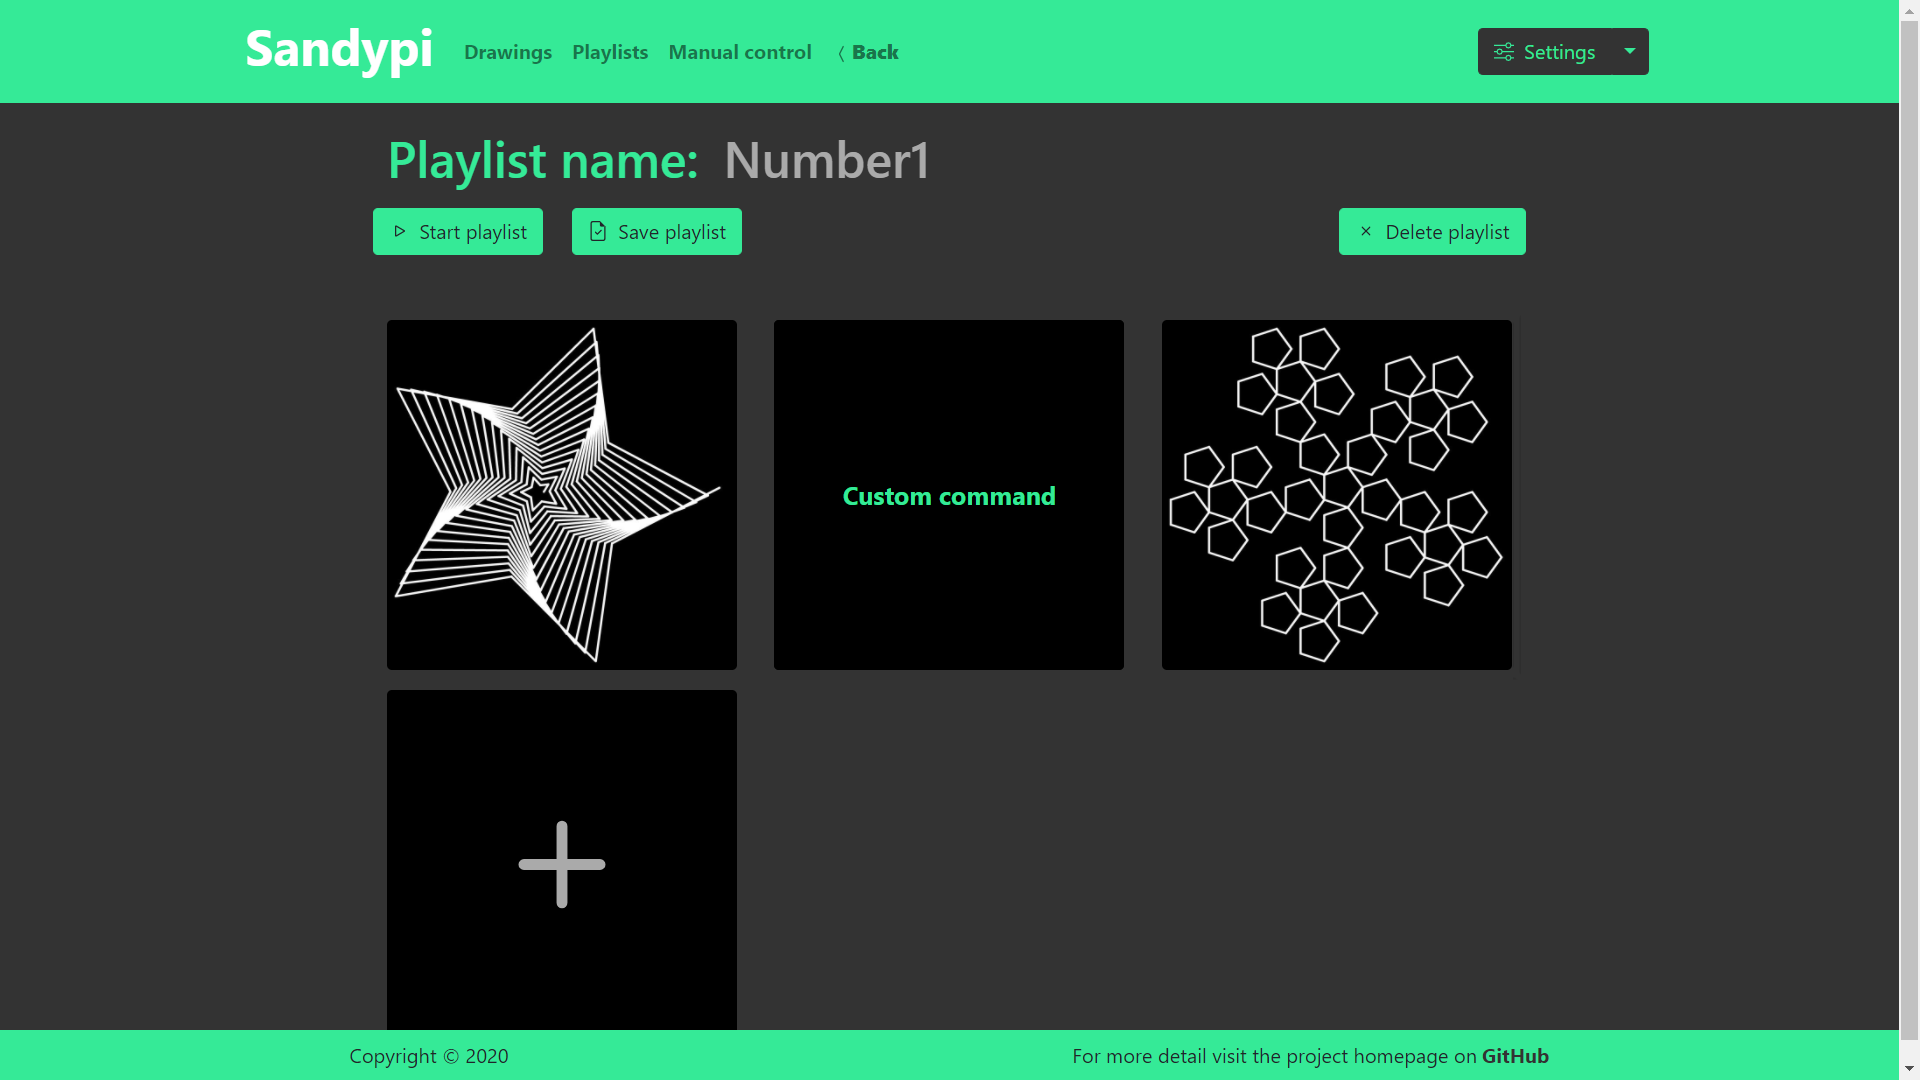 Sandypi Drawings Playlists Manual control Back Settings
Playlist name: Number1
Start playlist Save playlist Delete playlist
Custom command
Copyright © 2020 For more detail visit the project homepage on GitHub